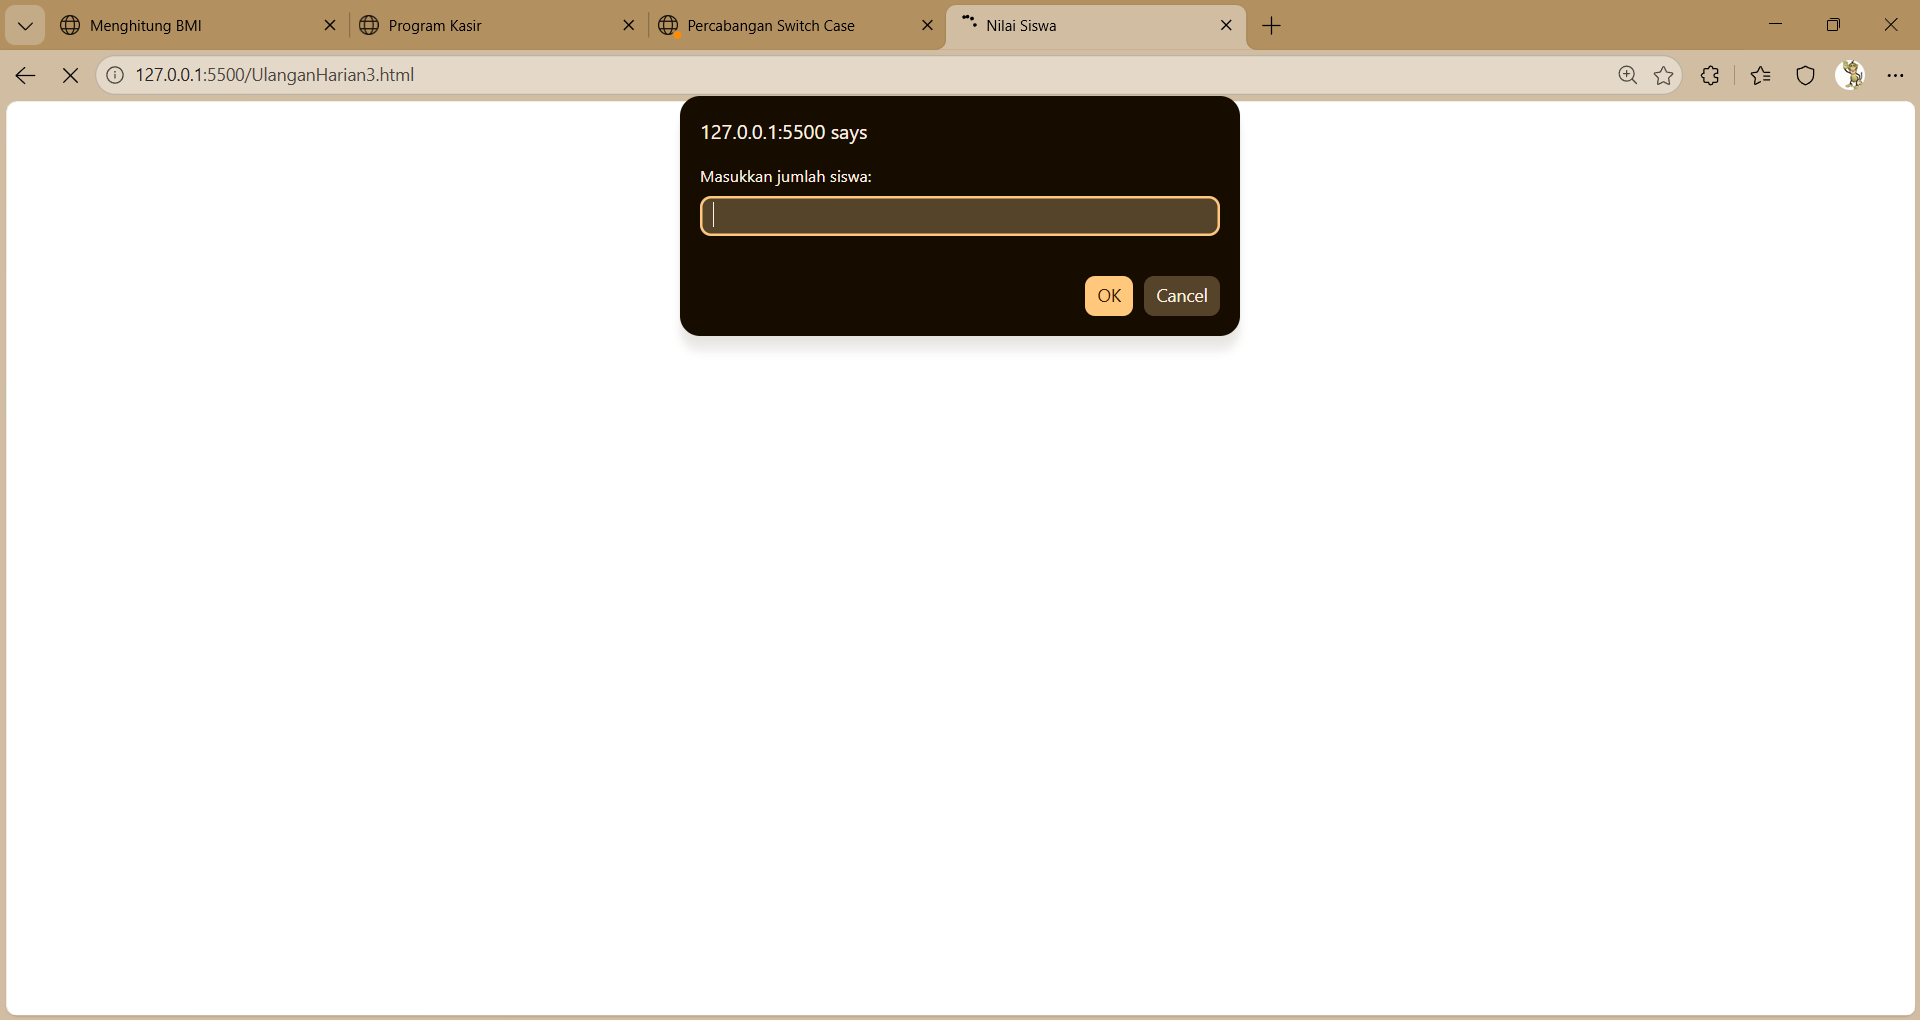 Menghitung BMI
Program Kasir
Percabangan Switch Case
Nilai Siswa
127.0.0.1:5500/UlanganHarian3.html
127.0.0.1:5500 says
Masukkan jumlah siswa:
OK
Cancel